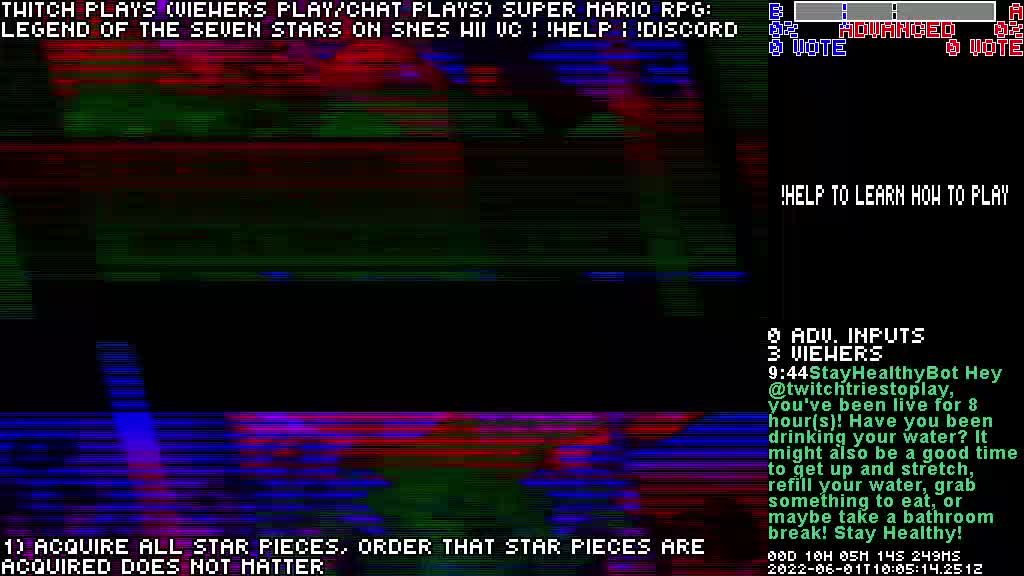 TWITCH PLAYS (VIEWERS PLAY/CHAT PLAYS) SUPER MARIO RPG:
LEGEND OF THE SEVEN STARS ON SNES WII VC ¦ !HELP ¦ !DISCORD
B A
0% ADVANCED 0%
0 VOTE 0 VOTE
!HELP TO LEARN HOW TO PLAY
0 ADV. INPUTS
3 VIEWERS
9:44StayHealthyBot Hey
@twitchtriestoplay,
you've been live for 8
hour(s)! Have you been
drinking your water? It
might also be a good time
to get up and stretch,
refill your water, grab
something to eat, or
maybe take a bathroom
break! Stay Healthy!
1) ACQUIRE ALL STAR PIECES, ORDER THAT STAR PIECES ARE
ACQUIRED DOES NOT MATTER
00D 10H 05M 14S 249MS
2022-06-01T10:05:14.251Z